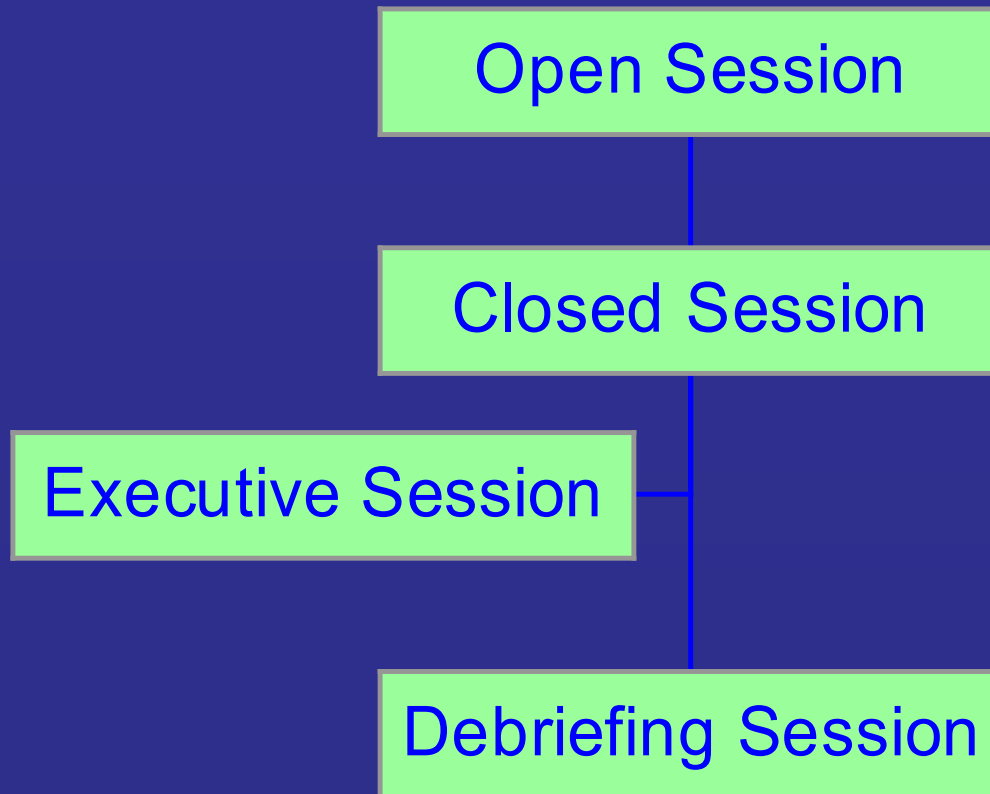 Open Session
Closed Session
Executive Session
Debriefing Session